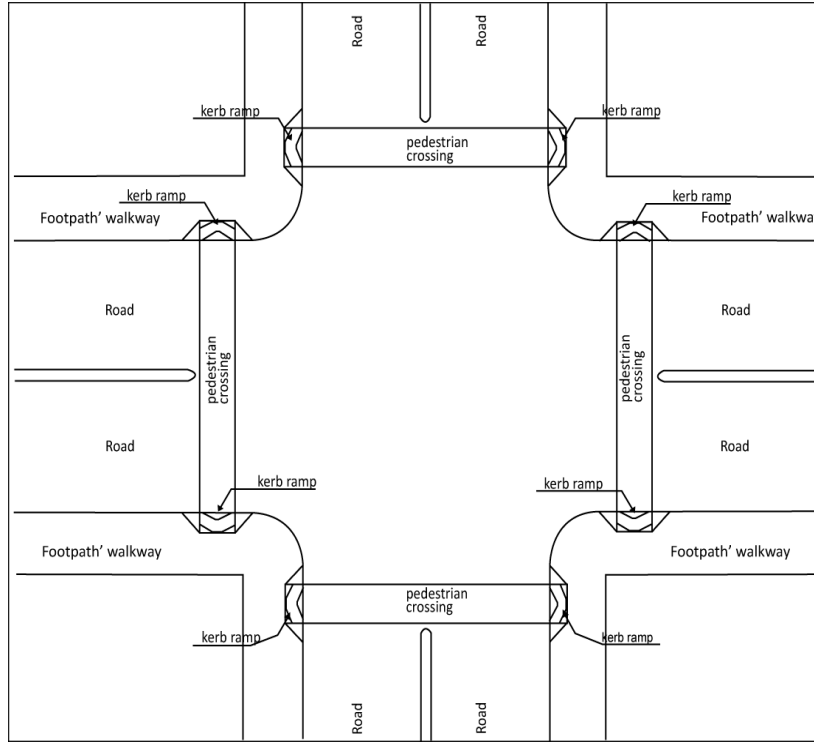 Road
Road
kerb ramp
kerb ramp
pedestrian
crossing
kerb ramp
kerb ramp
Footpath' walkway
Footpath' walkwa
Road
Road
pedestrian
crossing
pedestrian
crossing
Road
Road
kerb ramp
kerb ramp
Footpath' walkway
Footpath' walkway
pedestrian
crossing
kerb ramp
kerb ramp
Road
Road